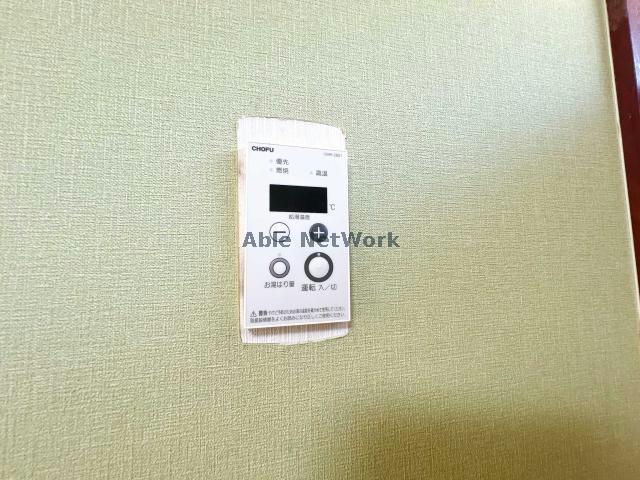 CHOFU
優先
燃焼
高温
℃
給湯温度
Able NetWork
お湯はり量
運転 入/切